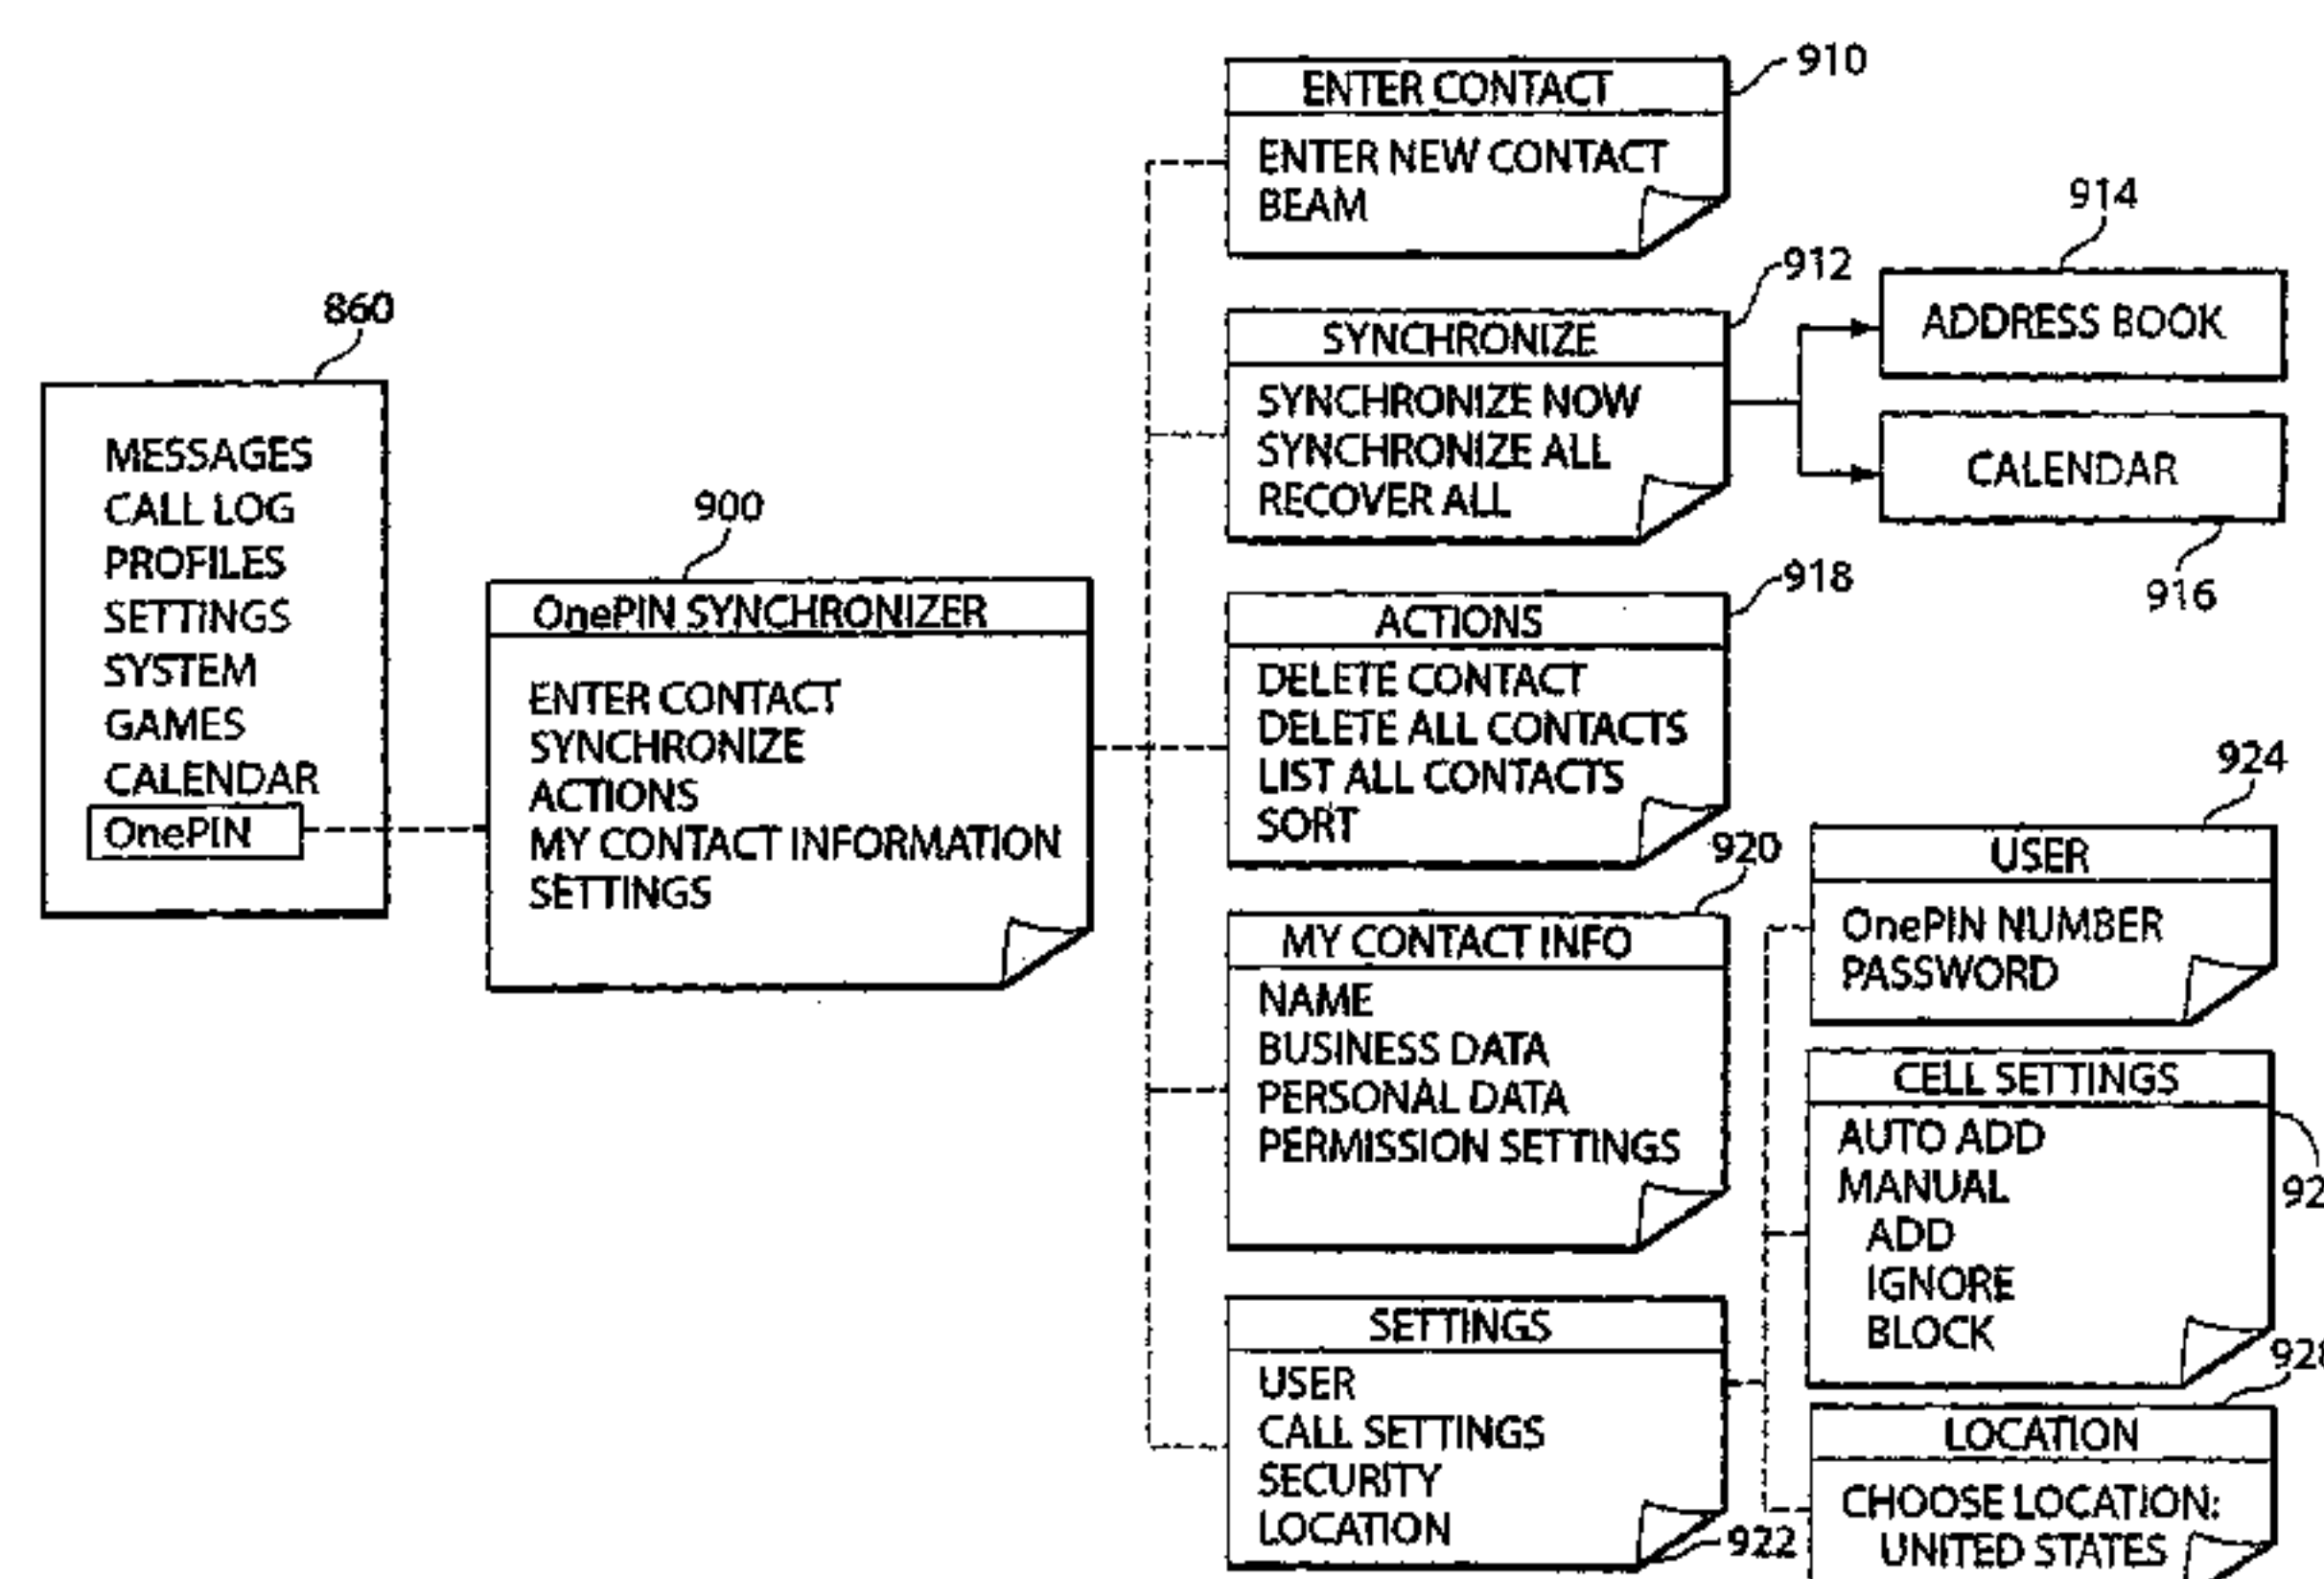 860
MESSAGES
CALL LOG
PROFILES
SETTINGS
SYSTEM
GAMES
CALENDAR
OnePIN
900
OnePIN SYNCHRONIZER
ENTER CONTACT
SYNCHRONIZE
ACTIONS
MY CONTACT INFORMATION
SETTINGS
910
ENTER CONTACT
ENTER NEW CONTACT
BEAM
912
SYNCHRONIZE
SYNCHRONIZE NOW
SYNCHRONIZE ALL
RECOVER ALL
914
ADDRESS BOOK
CALENDAR
916
918
ACTIONS
DELETE CONTACT
DELETE ALL CONTACTS
LIST ALL CONTACTS
SORT
920
MY CONTACT INFO
NAME
BUSINESS DATA
PERSONAL DATA
PERMISSION SETTINGS
SETTINGS
USER
CALL SETTINGS
SECURITY
LOCATION
922
924
USER
OnePIN NUMBER
PASSWORD
CELL SETTINGS
AUTO ADD
MANUAL
ADD
IGNORE
BLOCK
LOCATION
CHOOSE LOCATION:
UNITED STATES